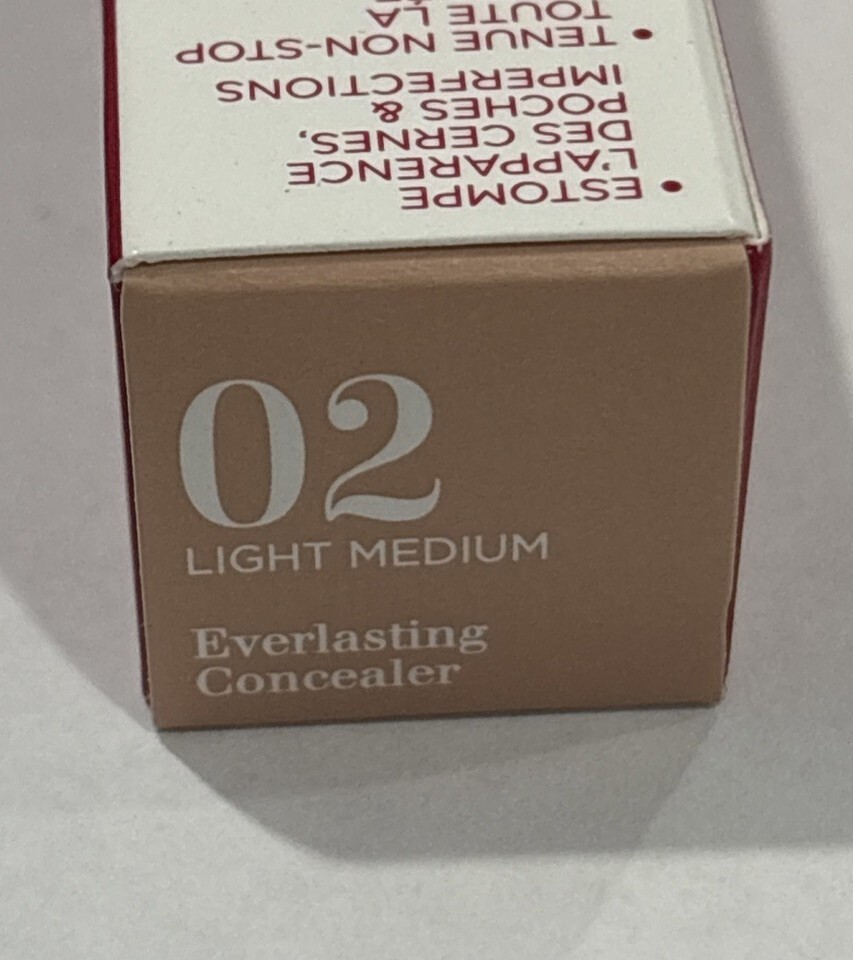 • ESTOMPE
L'APPARENCE
DES CERNES,
POCHES &
IMPERFECTIONS
• TENUE NON-STOP
TOUTE LA
02
LIGHT MEDIUM
Everlasting
Concealer